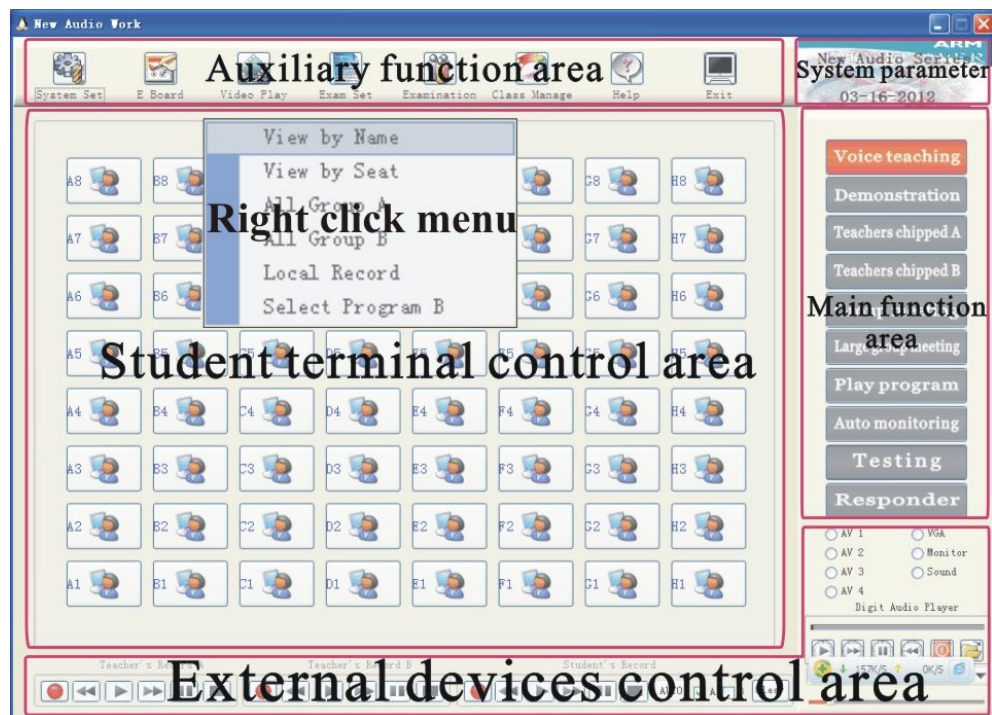 New Audio Work
ARM
New Audio Series
System parameter
03-16-2012
Auxiliary function area
System Set E Board Video Play Exam Set Examination Class Manage Help Exit
View by Name
View by Seat
All Group A
Right click menu
All Group B
Local Record
Select Program B
A8 B8 G8 H8
A7 B7 G7 H7
A6 B6 G6 H6
A5
Student terminal control area
A4 B4 C4 D4 E4 F4 G4 H4
A3 B3 C3 D3 E3 F3 G3 H3
A2 B2 C2 D2 E2 F2 G2 H2
A1 B1 C1 D1 E1 F1 G1 H1
Voice teaching
Demonstration
Teachers chipped A
Teachers chipped B
Main function
area
Large group meeting
Play program
Auto monitoring
Testing
Responder
AV 1 VGA
AV 2 Monitor
AV 3 Sound
AV 4
Digit Audio Player
157K/S 0K/S
Teacher's Record A Teacher's Record B Student's Record
External devices control area